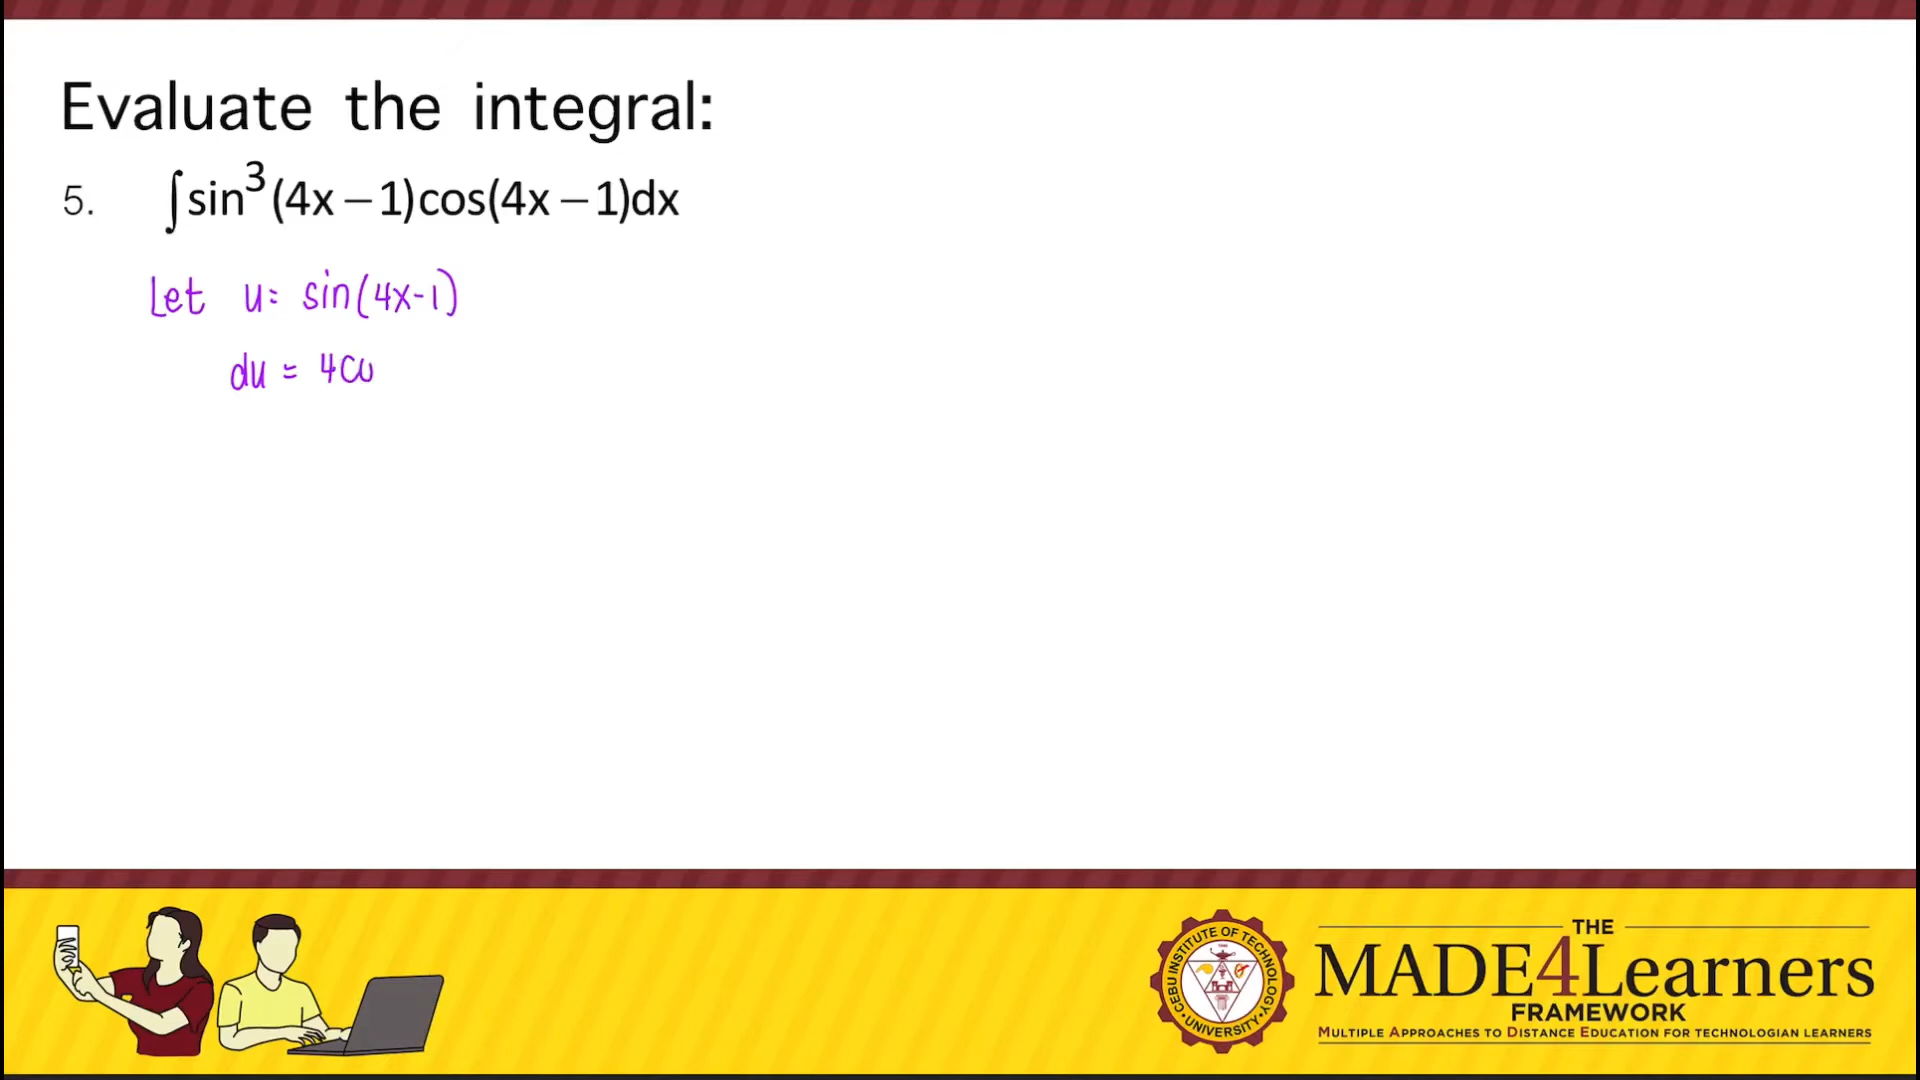 Evaluate the integral:
5. ∫sin³(4x – 1)cos(4x – 1)dx
Let u= sin(4x-1)
du = 4co
CEBU INSTITUTE OF TECHNOLOGY
UNIVERSITY
THE
MADE4Learners
FRAMEWORK
MULTIPLE APPROACHES TO DISTANCE EDUCATION FOR TECHNOLOGIAN LEARNERS